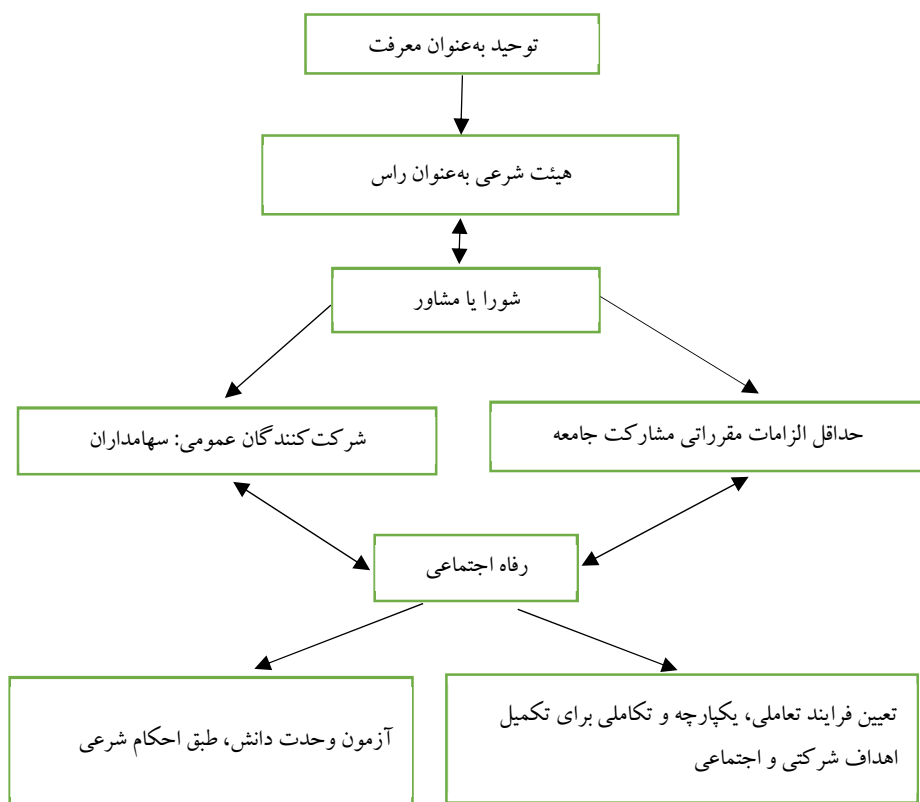 توحید به‌عنوان معرفت
هیئت شرعی به‌عنوان راس
شورا یا مشاور
حداقل الزامات مقرراتی مشارکت جامعه
شرکت‌کنندگان عمومی: سهامداران
رفاه اجتماعی
تعیین فرایند تعاملی، یکپارچه و تکاملی برای تکمیل
اهداف شرکتی و اجتماعی
آزمون وحدت دانش، طبق احکام شرعی